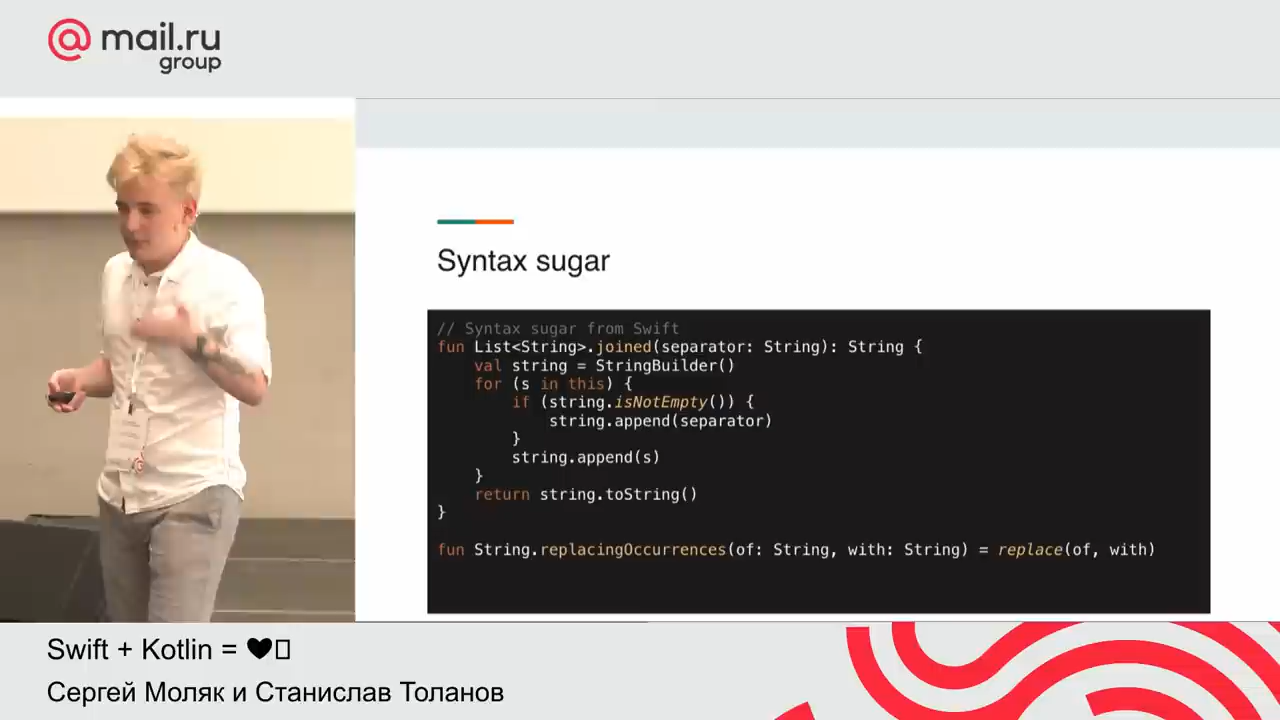 @ mail.ru
group
Syntax sugar
// Syntax sugar from Swift
fun List<String>.joined(separator: String): String {
    val string = StringBuilder()
    for (s in this) {
        if (string.isNotEmpty()) {
            string.append(separator)
        }
        string.append(s)
    }
    return string.toString()
}
fun String.replacingOccurrences(of: String, with: String) = replace(of, with)
Swift + Kotlin = ♥□
Сергей Моляк и Станислав Толанов